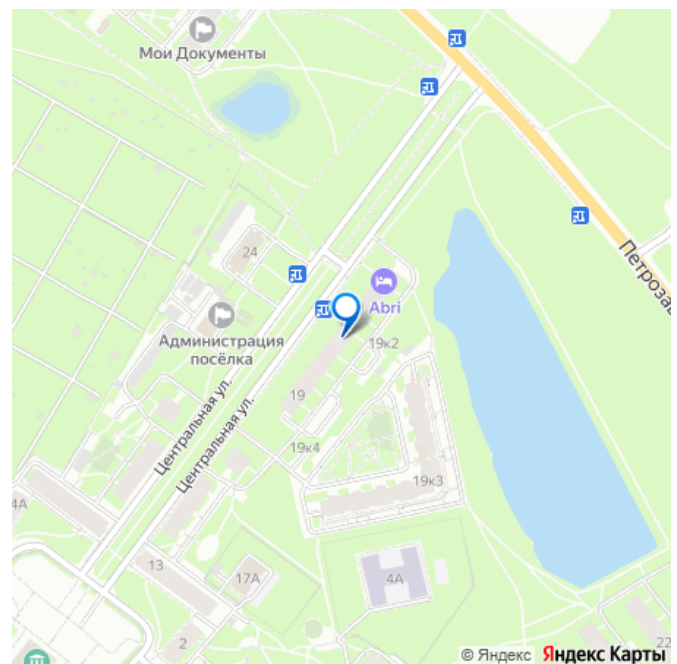 Мои Документы
24
Петрозав
Abri
Администрация
посёлка
19к2
Центральная ул.
Центральная ул.
19
19к4
19к3
4А
13
17А
4А
2
22
© Яндекс Яндекс Карты